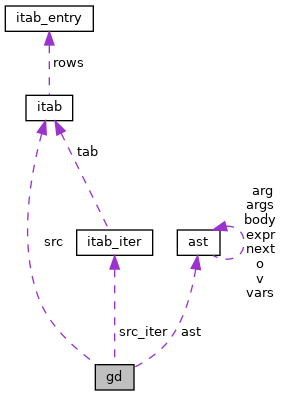 itab_entry
rows
itab
tab
arg
args
body
expr
next
o
v
vars
src
itab_iter
ast
src_iter
ast
gd